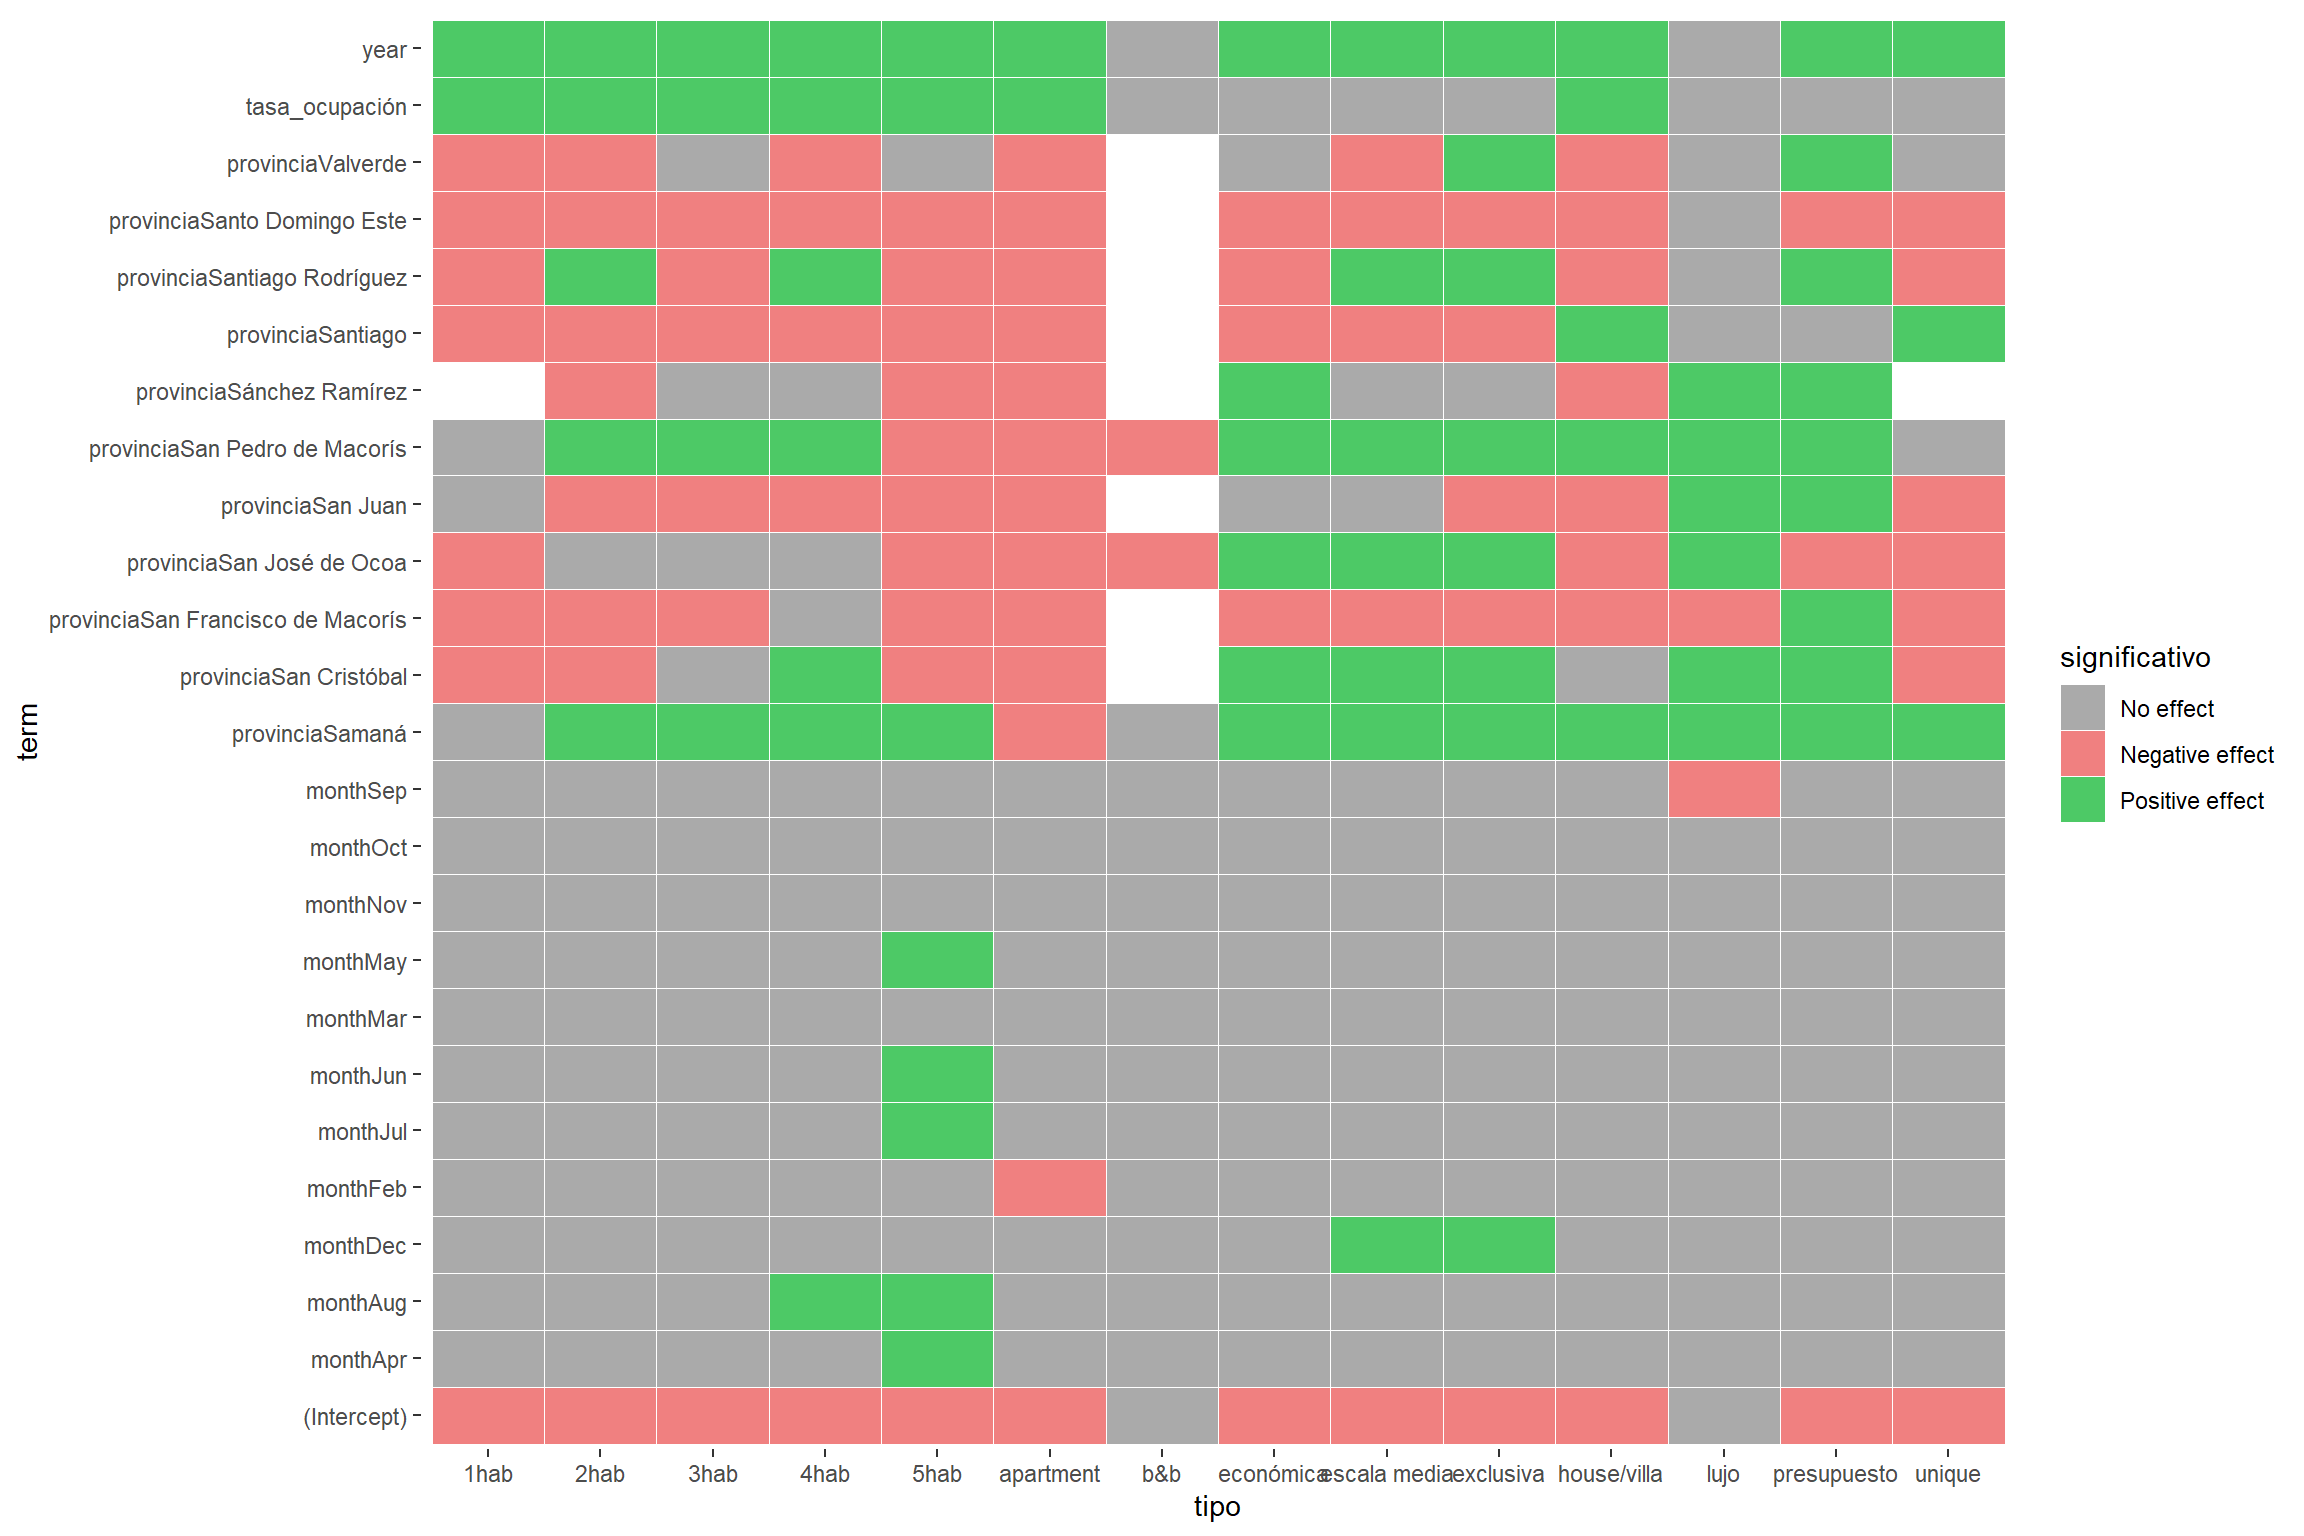 year
tasa_ocupación
provinciaValverde
provinciaSanto Domingo Este
provinciaSantiago Rodríguez
provinciaSantiago
provinciaSánchez Ramírez
provinciaSan Pedro de Macorís
provinciaSan Juan
provinciaSan José de Ocoa
provinciaSan Francisco de Macorís
provinciaSan Cristóbal
provinciaSamaná
monthSep
monthOct
monthNov
monthMay
monthMar
monthJun
monthJul
monthFeb
monthDec
monthAug
monthApr
(Intercept)
term
1hab 2hab 3hab 4hab 5hab apartment b&b económica escala media exclusiva house/villa lujo presupuesto unique
tipo
significativo
No effect
Negative effect
Positive effect